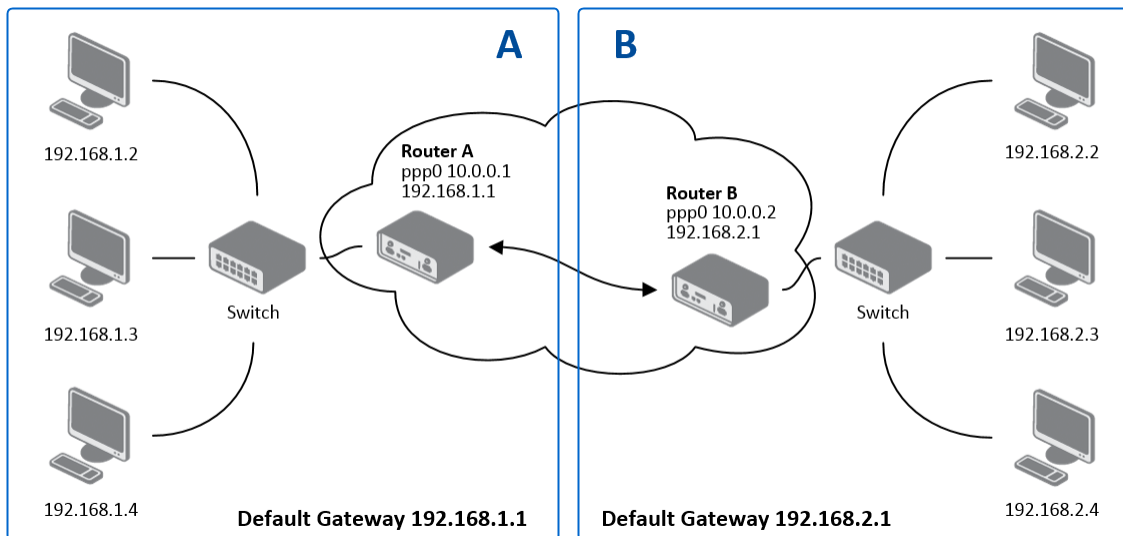 A
B
192.168.1.2
192.168.1.3
192.168.1.4
Switch
Router A
ppp0 10.0.0.1
192.168.1.1
Default Gateway 192.168.1.1
Router B
ppp0 10.0.0.2
192.168.2.1
Switch
192.168.2.2
192.168.2.3
192.168.2.4
Default Gateway 192.168.2.1